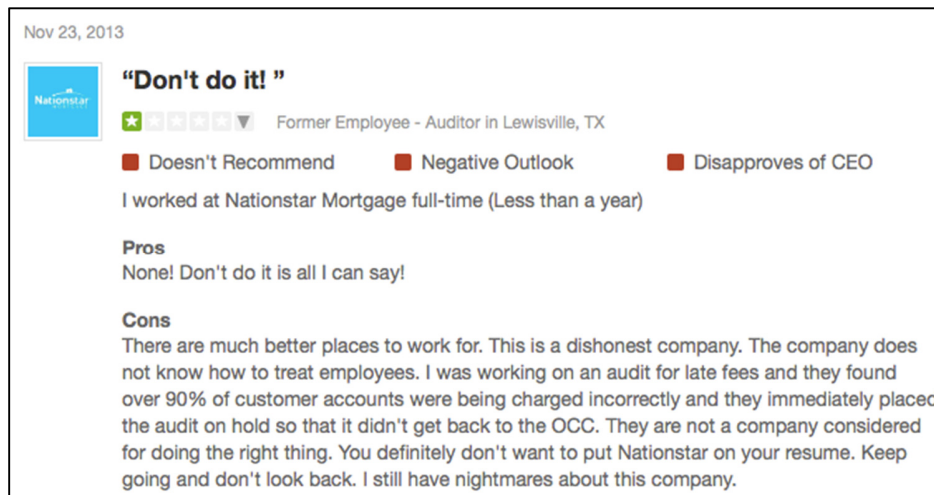 Nov 23, 2013
Nationstar
“Don't do it! ”
Former Employee - Auditor in Lewisville, TX
Doesn't Recommend Negative Outlook Disapproves of CEO
I worked at Nationstar Mortgage full-time (Less than a year)
Pros
None! Don't do it is all I can say!
Cons
There are much better places to work for. This is a dishonest company. The company does
not know how to treat employees. I was working on an audit for late fees and they found
over 90% of customer accounts were being charged incorrectly and they immediately placed
the audit on hold so that it didn't get back to the OCC. They are not a company considered
for doing the right thing. You definitely don't want to put Nationstar on your resume. Keep
going and don't look back. I still have nightmares about this company.